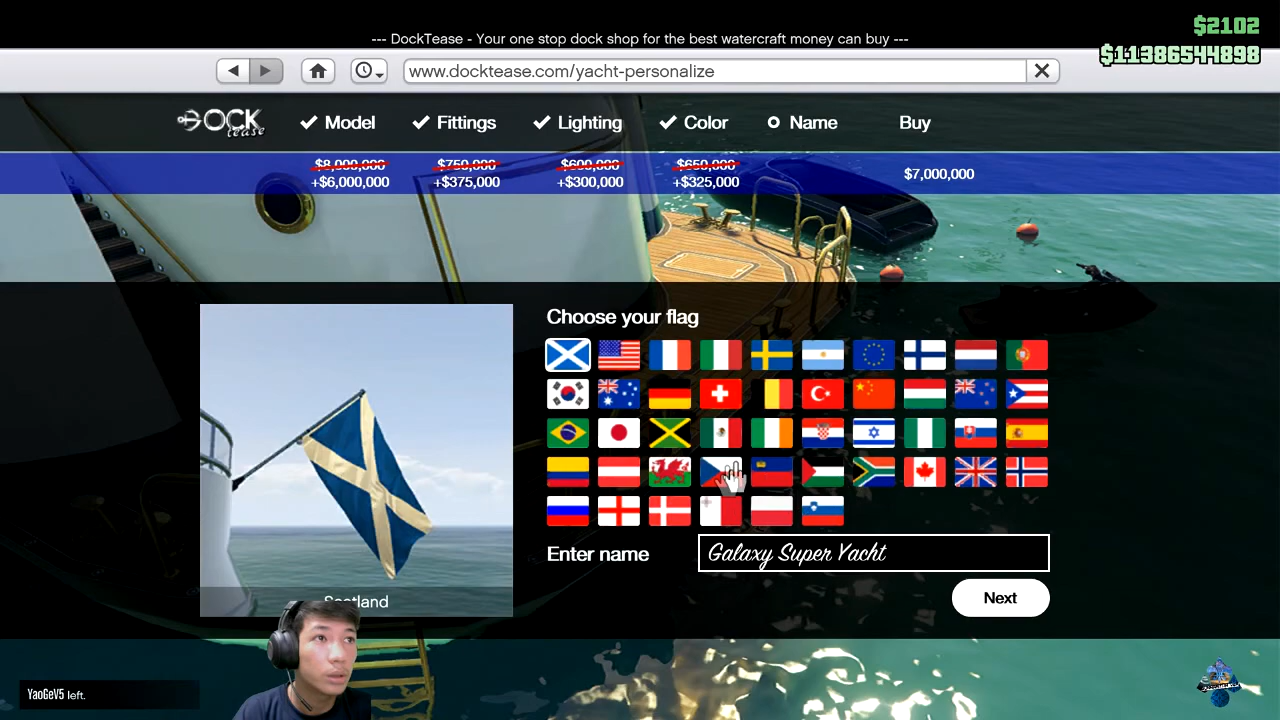 $2102
--- DockTease - Your one stop dock shop for the best watercraft money can buy ---
$11386544898
www.docktease.com/yacht-personalize
DOCK tease
Model
Fittings
Lighting
Color
Name
Buy
$8,000,000
$750,000
$600,000
$650,000
+$6,000,000
+$375,000
+$300,000
+$325,000
$7,000,000
Choose your flag
Enter name
Galaxy Super Yacht
Scotland
Next
YaoGeV5 left.